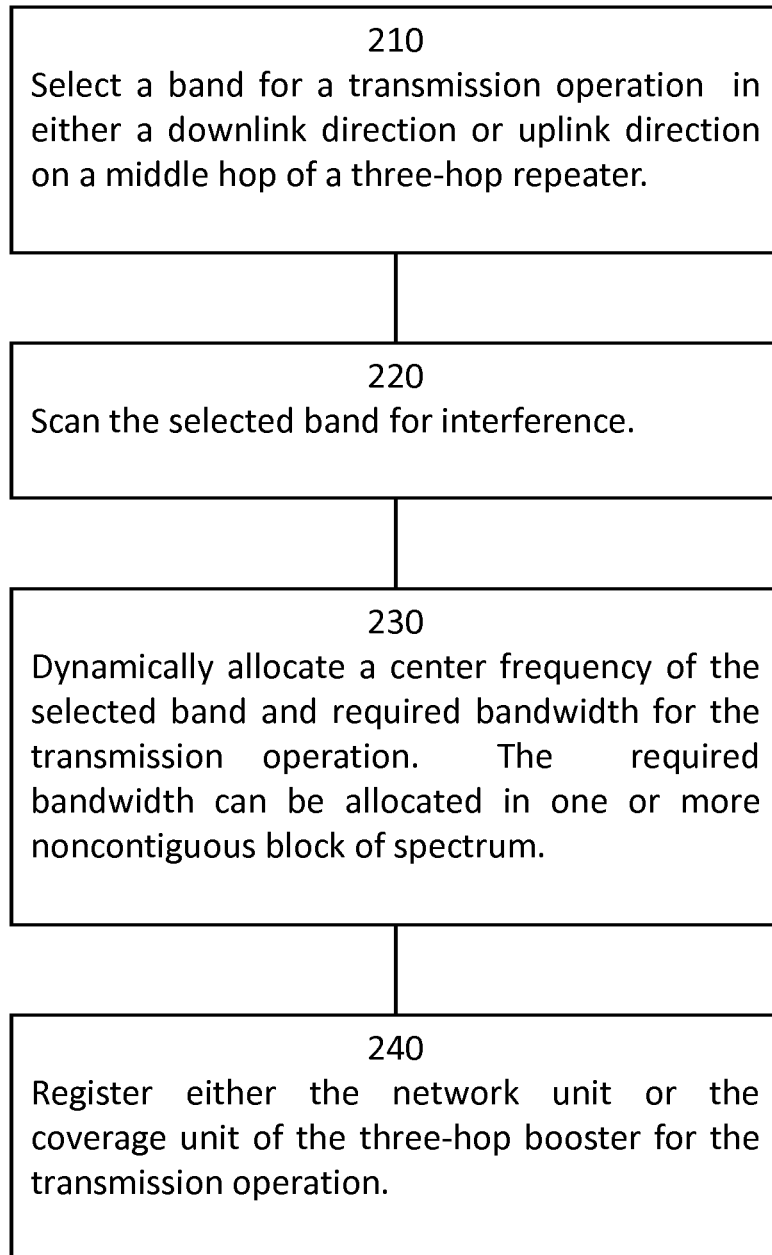 210
Select a band for a transmission operation in
either a downlink direction or uplink direction
on a middle hop of a three-hop repeater.
220
Scan the selected band for interference.
230
Dynamically allocate a center frequency of the
selected band and required bandwidth for the
transmission operation. The required
bandwidth can be allocated in one or more
noncontiguous block of spectrum.
240
Register either the network unit or the
coverage unit of the three-hop booster for the
transmission operation.